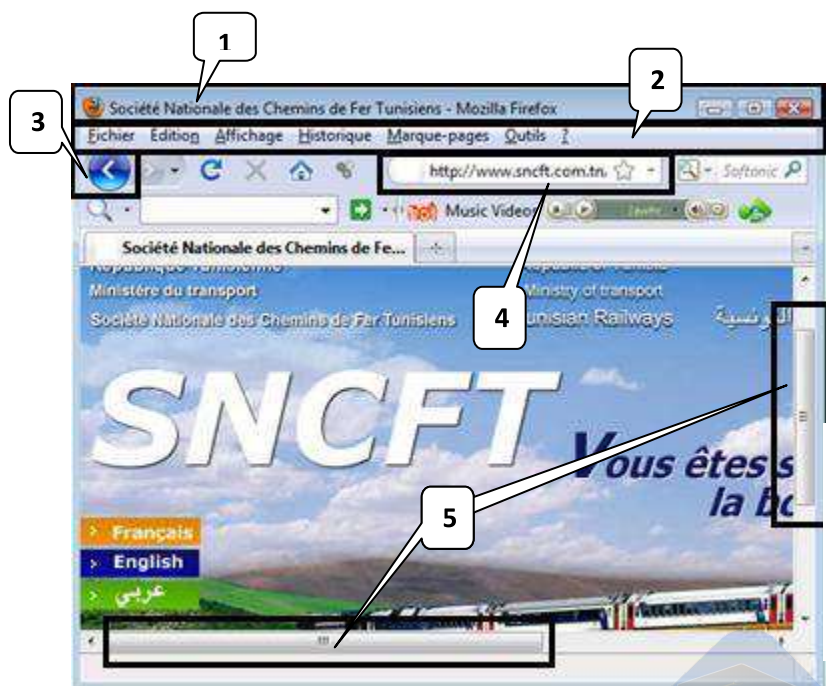 1
2
3
Société Nationale des Chemins de Fer Tunisiens - Mozilla Firefox
Fichier Edition Affichage Historique Marque-pages Outils ?
http://www.sncft.com.tn
Softonic
Music Videos
Société Nationale des Chemins de Fe...
République Tunisienne
Ministère du transport
Ministry of transport
Société Nationale des Chemins de Fer Tunisiens
unisian Railways
التونسية
4
SNCFT
Vous êtes s
la bo
5
Français
English
عربي